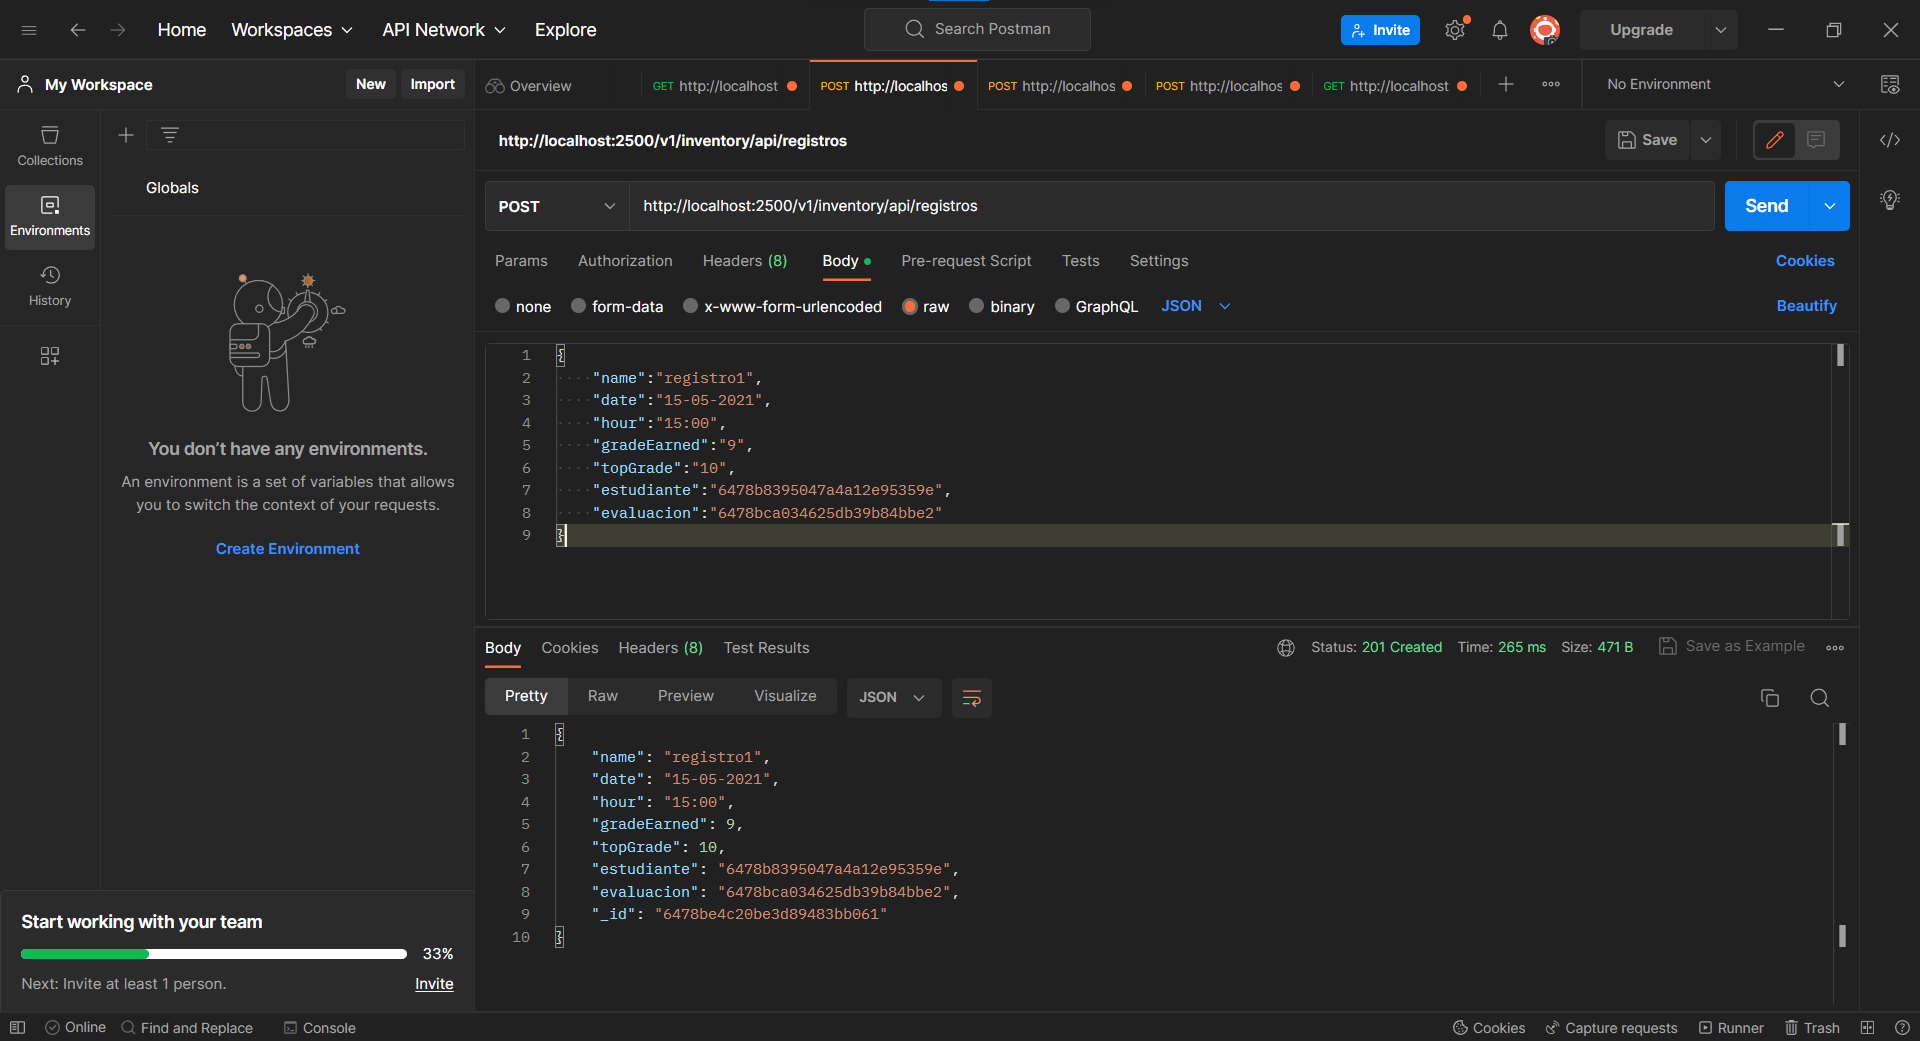 Home Workspaces API Network Explore Search Postman Invite Upgrade
My Workspace New Import Overview GET http://localhost POST http://localhos POST http://localhos POST http://localhos GET http://localhost No Environment
http://localhost:2500/v1/inventory/api/registros Save
Collections
Globals
Environments
History
You don't have any environments.
An environment is a set of variables that allows
you to switch the context of your requests.
Create Environment
POST http://localhost:2500/v1/inventory/api/registros Send
Params Authorization Headers (8) Body Pre-request Script Tests Settings Cookies
none form-data x-www-form-urlencoded raw binary GraphQL JSON Beautify
1 {
2 "name":"registro1",
3 "date":"15-05-2021",
4 "hour":"15:00",
5 "gradeEarned":"9",
6 "topGrade":"10",
7 "estudiante":"6478b8395047a4a12e95359e",
8 "evaluacion":"6478bca034625db39b84bbe2"
9 }
Body Cookies Headers (8) Test Results Status: 201 Created Time: 265 ms Size: 471 B Save as Example
Pretty Raw Preview Visualize JSON
1 {
2 "name": "registro1",
3 "date": "15-05-2021",
4 "hour": "15:00",
5 "gradeEarned": 9,
6 "topGrade": 10,
7 "estudiante": "6478b8395047a4a12e95359e",
8 "evaluacion": "6478bca034625db39b84bbe2",
9 "_id": "6478be4c20be3d89483bb061"
10 }
Start working with your team
33%
Next: Invite at least 1 person. Invite
Online Find and Replace Console Cookies Capture requests Runner Trash